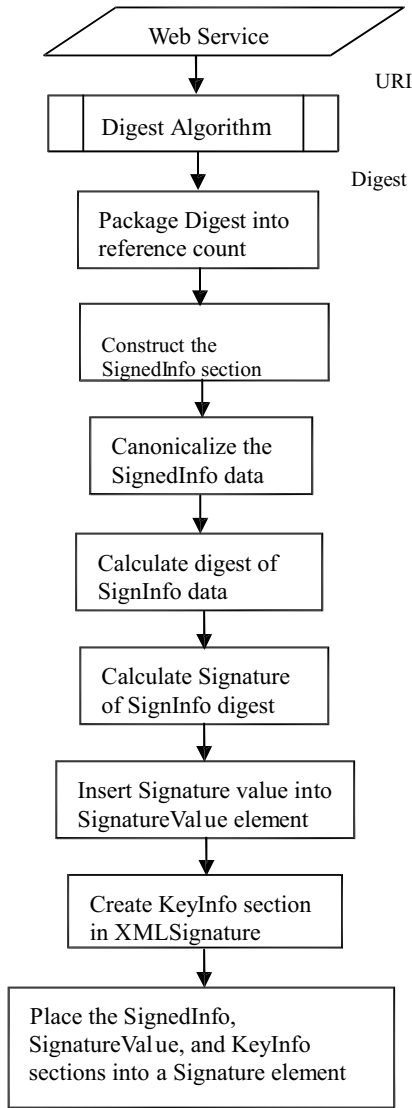 Web Service
URI
Digest Algorithm
Digest
Package Digest into
reference count
Construct the
SignedInfo section
Canonicalize the
SignedInfo data
Calculate digest of
SignInfo data
Calculate Signature
of SignInfo digest
Insert Signature value into
SignatureValue element
Create KeyInfo section
in XMLSignature
Place the SignedInfo,
SignatureValue, and KeyInfo
sections into a Signature element